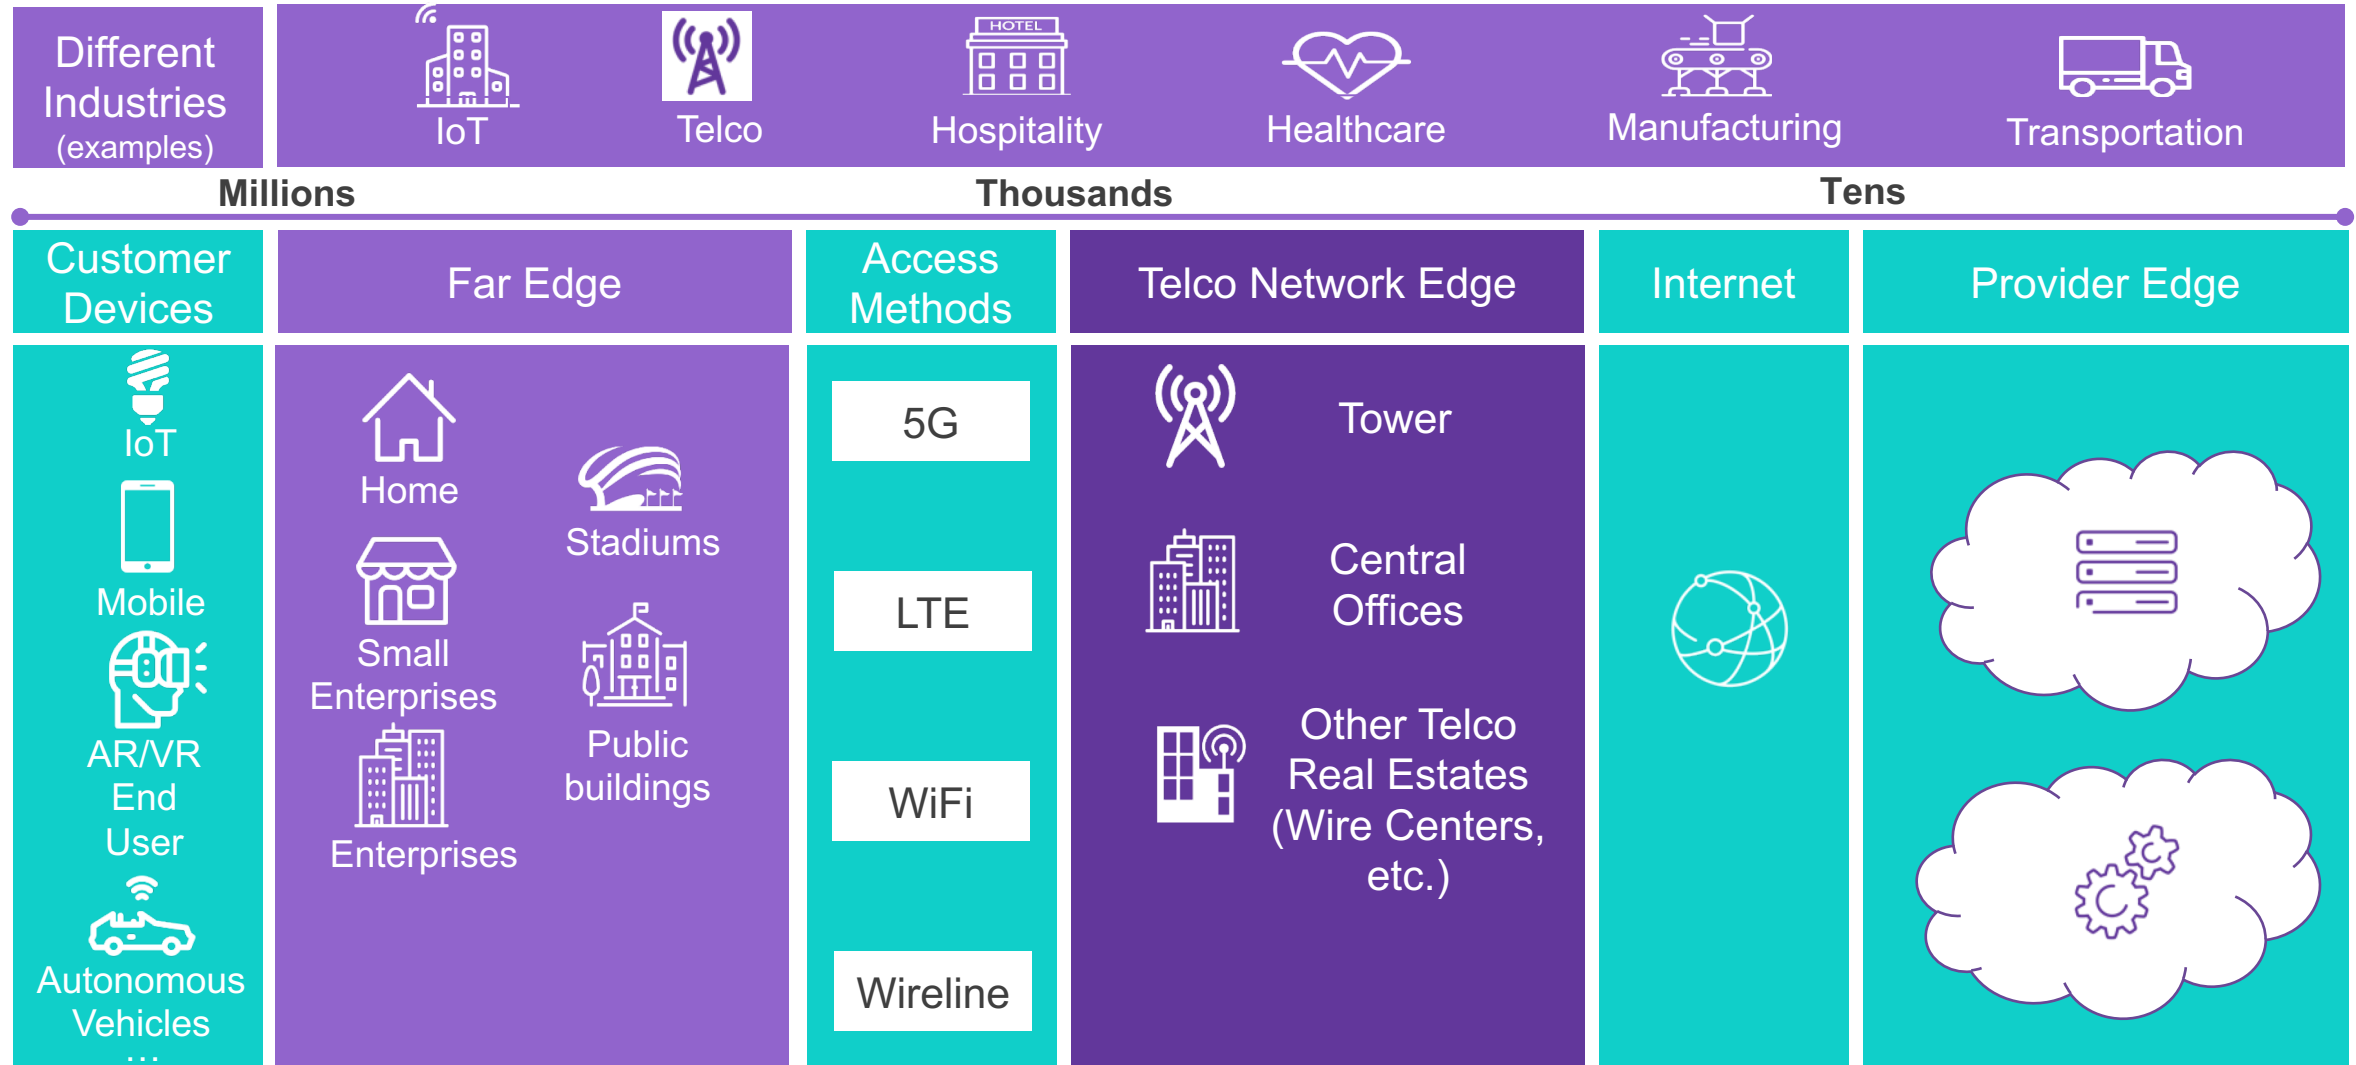 Different
Industries
(examples)
IoT
Telco
HOTEL
Hospitality
Healthcare
Manufacturing
Transportation
Millions
Thousands
Tens
Customer
Devices
Far Edge
Access
Methods
Telco Network Edge
Internet
Provider Edge
IoT
Mobile
AR/VR
End
User
Autonomous
Vehicles
...
Home
Small
Enterprises
Enterprises
Stadiums
Public
buildings
5G
LTE
WiFi
Wireline
Tower
Central
Offices
Other Telco
Real Estates
(Wire Centers,
etc.)